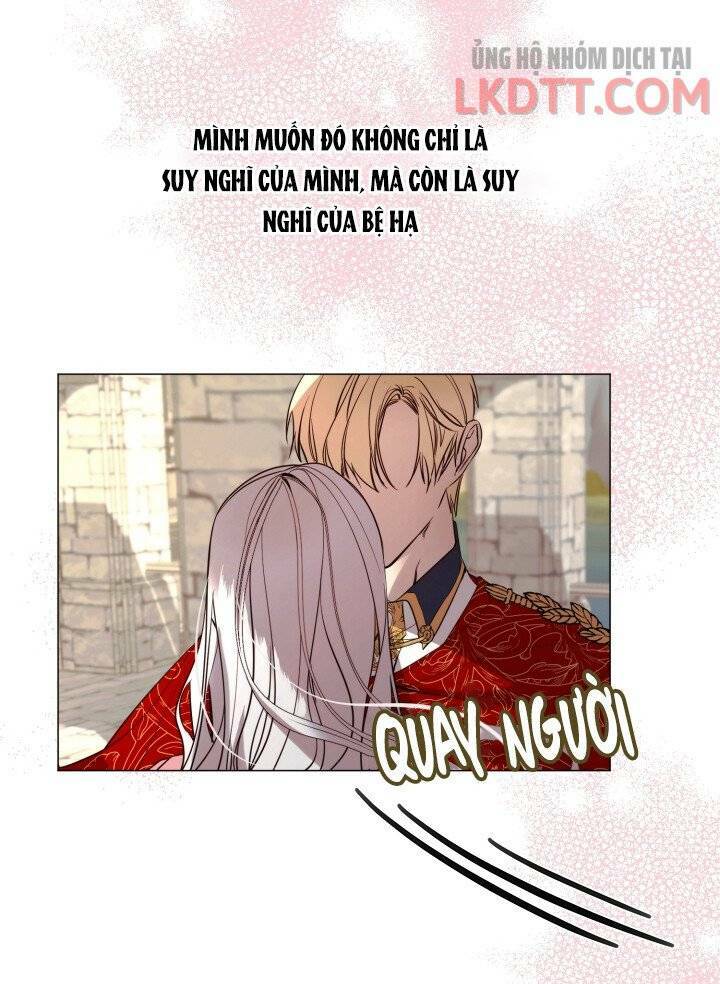 ỦNG HỘ NHÓM DỊCH TẠI
LKDTT.COM
MÌNH MUỐN ĐÓ KHÔNG CHỈ LÀ
SUY NGHĨ CỦA MÌNH, MÀ CÒN LÀ SUY
NGHĨ CỦA BỆ HẠ
QUAY NGƯỜI